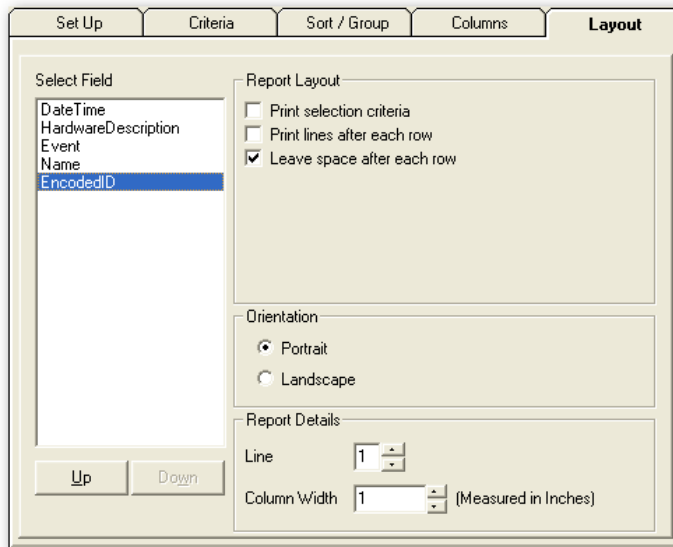 Set Up
Criteria
Sort / Group
Columns
Layout
Select Field
DateTime
HardwareDescription
Event
Name
EncodedID
Up
Down
Report Layout
Print selection criteria
Print lines after each row
Leave space after each row
Orientation
Portrait
Landscape
Report Details
Line 1
Column Width 1 (Measured in Inches)